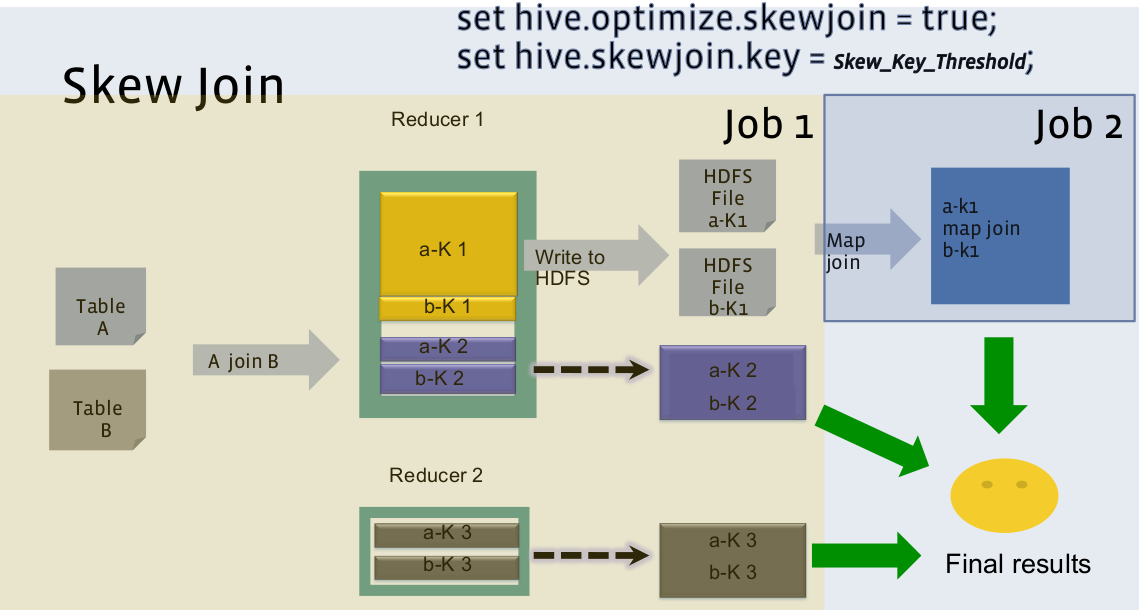 set hive.optimize.skewjoin = true;
set hive.skewjoin.key = Skew_Key_Threshold;
Skew Join
Reducer 1
Job 1
Job 2
a-K 1
b-K 1
a-K 2
b-K 2
Write to
HDFS
HDFS
File
a-K1
HDFS
File
b-K1
Map
join
a-k1
map join
b-k1
Table
A
Table
B
A join B
a-K 2
b-K 2
Reducer 2
a-K 3
b-K 3
a-K 3
b-K 3
Final results